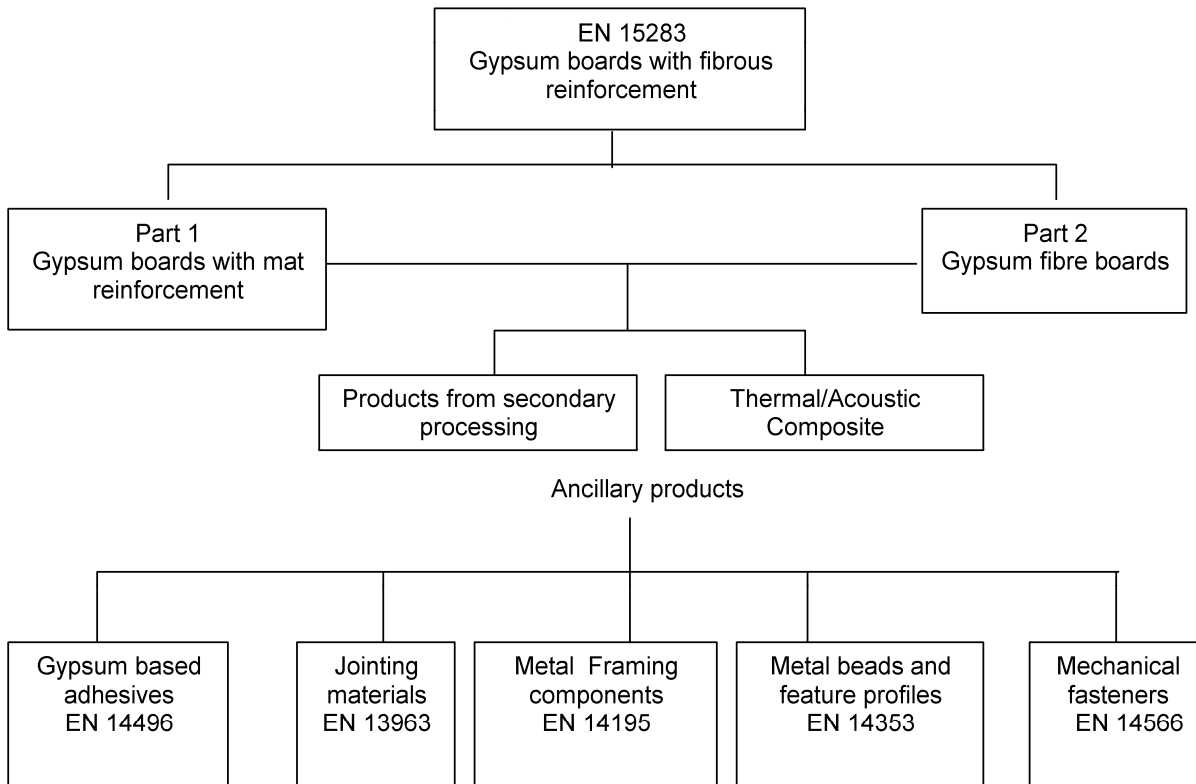 EN 15283
Gypsum boards with fibrous
reinforcement
Part 1
Gypsum boards with mat
reinforcement
Part 2
Gypsum fibre boards
Products from secondary
processing
Thermal/Acoustic
Composite
Ancillary products
Gypsum based
adhesives
EN 14496
Jointing
materials
EN 13963
Metal Framing
components
EN 14195
Metal beads and
feature profiles
EN 14353
Mechanical
fasteners
EN 14566